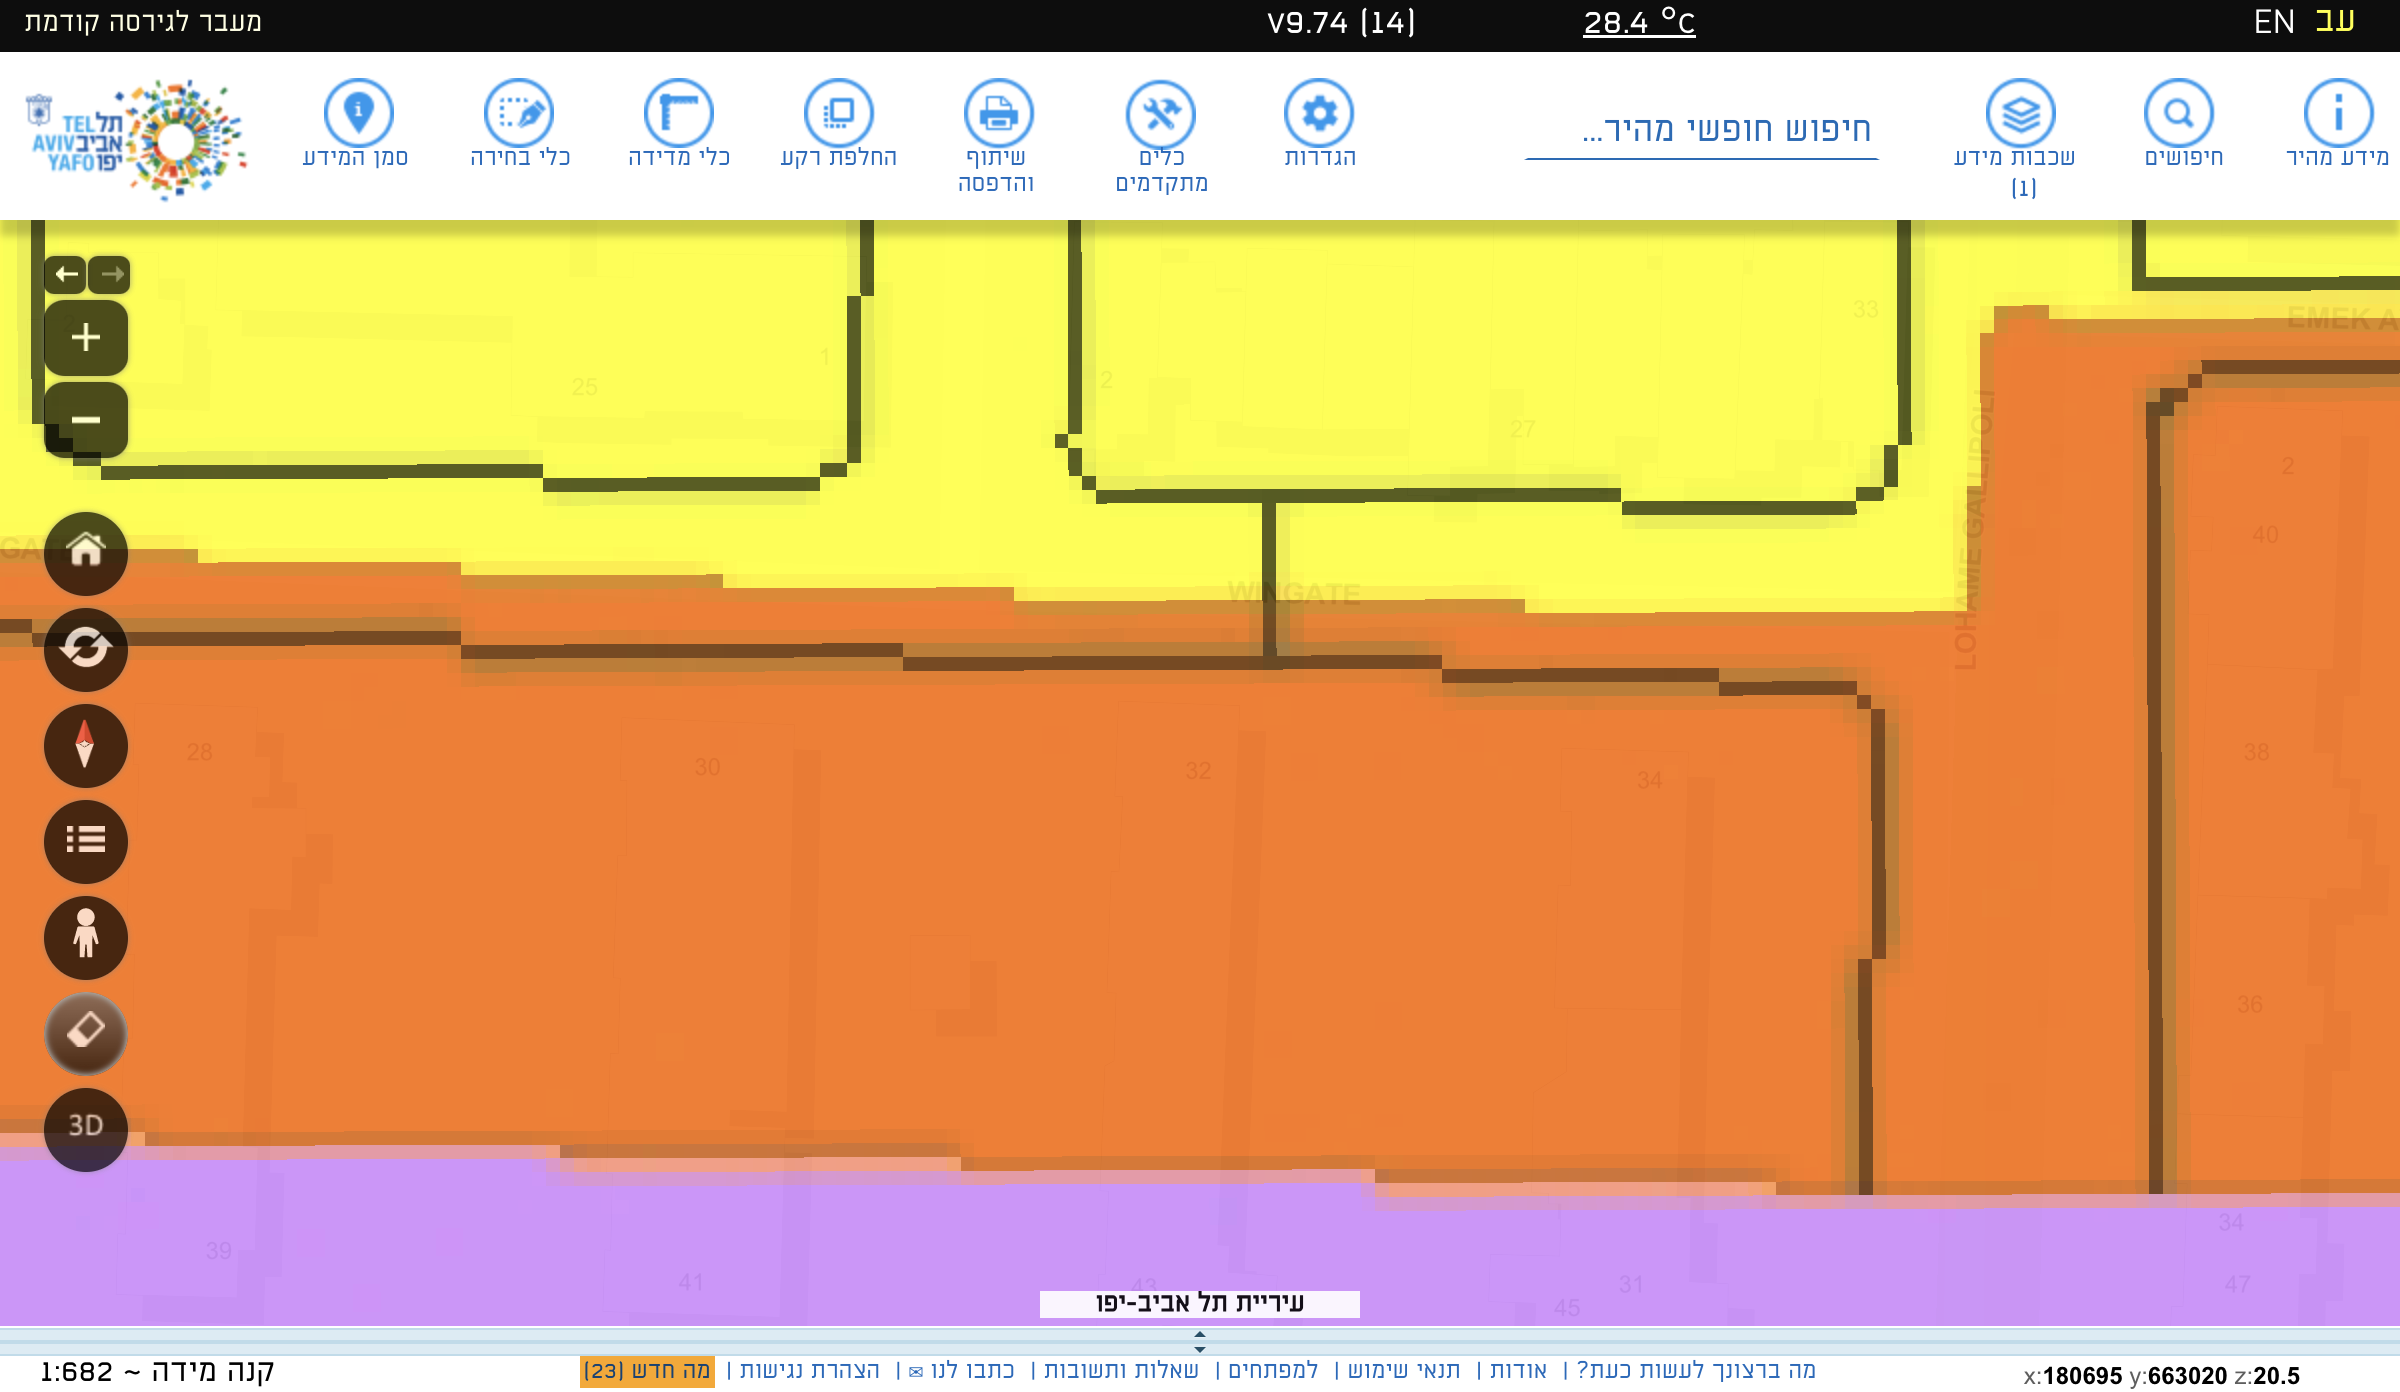 עב EN
28.4 °C
V9.74 (14)
מעבר לגירסה קודמת
מידע מהיר
חיפושים
שכבות מידע
(1)
חיפוש חופשי מהיר...
הגדרות
כלים
מתקדמים
שיתוף
והדפסה
החלפת רקע
כלי מדידה
כלי בחירה
סמן המידע
תל
אביב
יפו
TEL
AVIV
YAFO
33
EMEK A
1
2
25
27
LOHAME GALLIPOLI
2
40
WINGATE
GA
28
30
32
34
38
36
3D
39
41
43
31
45
34
47
עיריית תל אביב-יפו
מה ברצונך לעשות כעת? | אודות | תנאי שימוש | למפתחים | שאלות ותשובות | כתבו לנו ✉ | הצהרת נגישות | מה חדש (23)
קנה מידה ~ 1:682
x:180695 y:663020 z:20.5